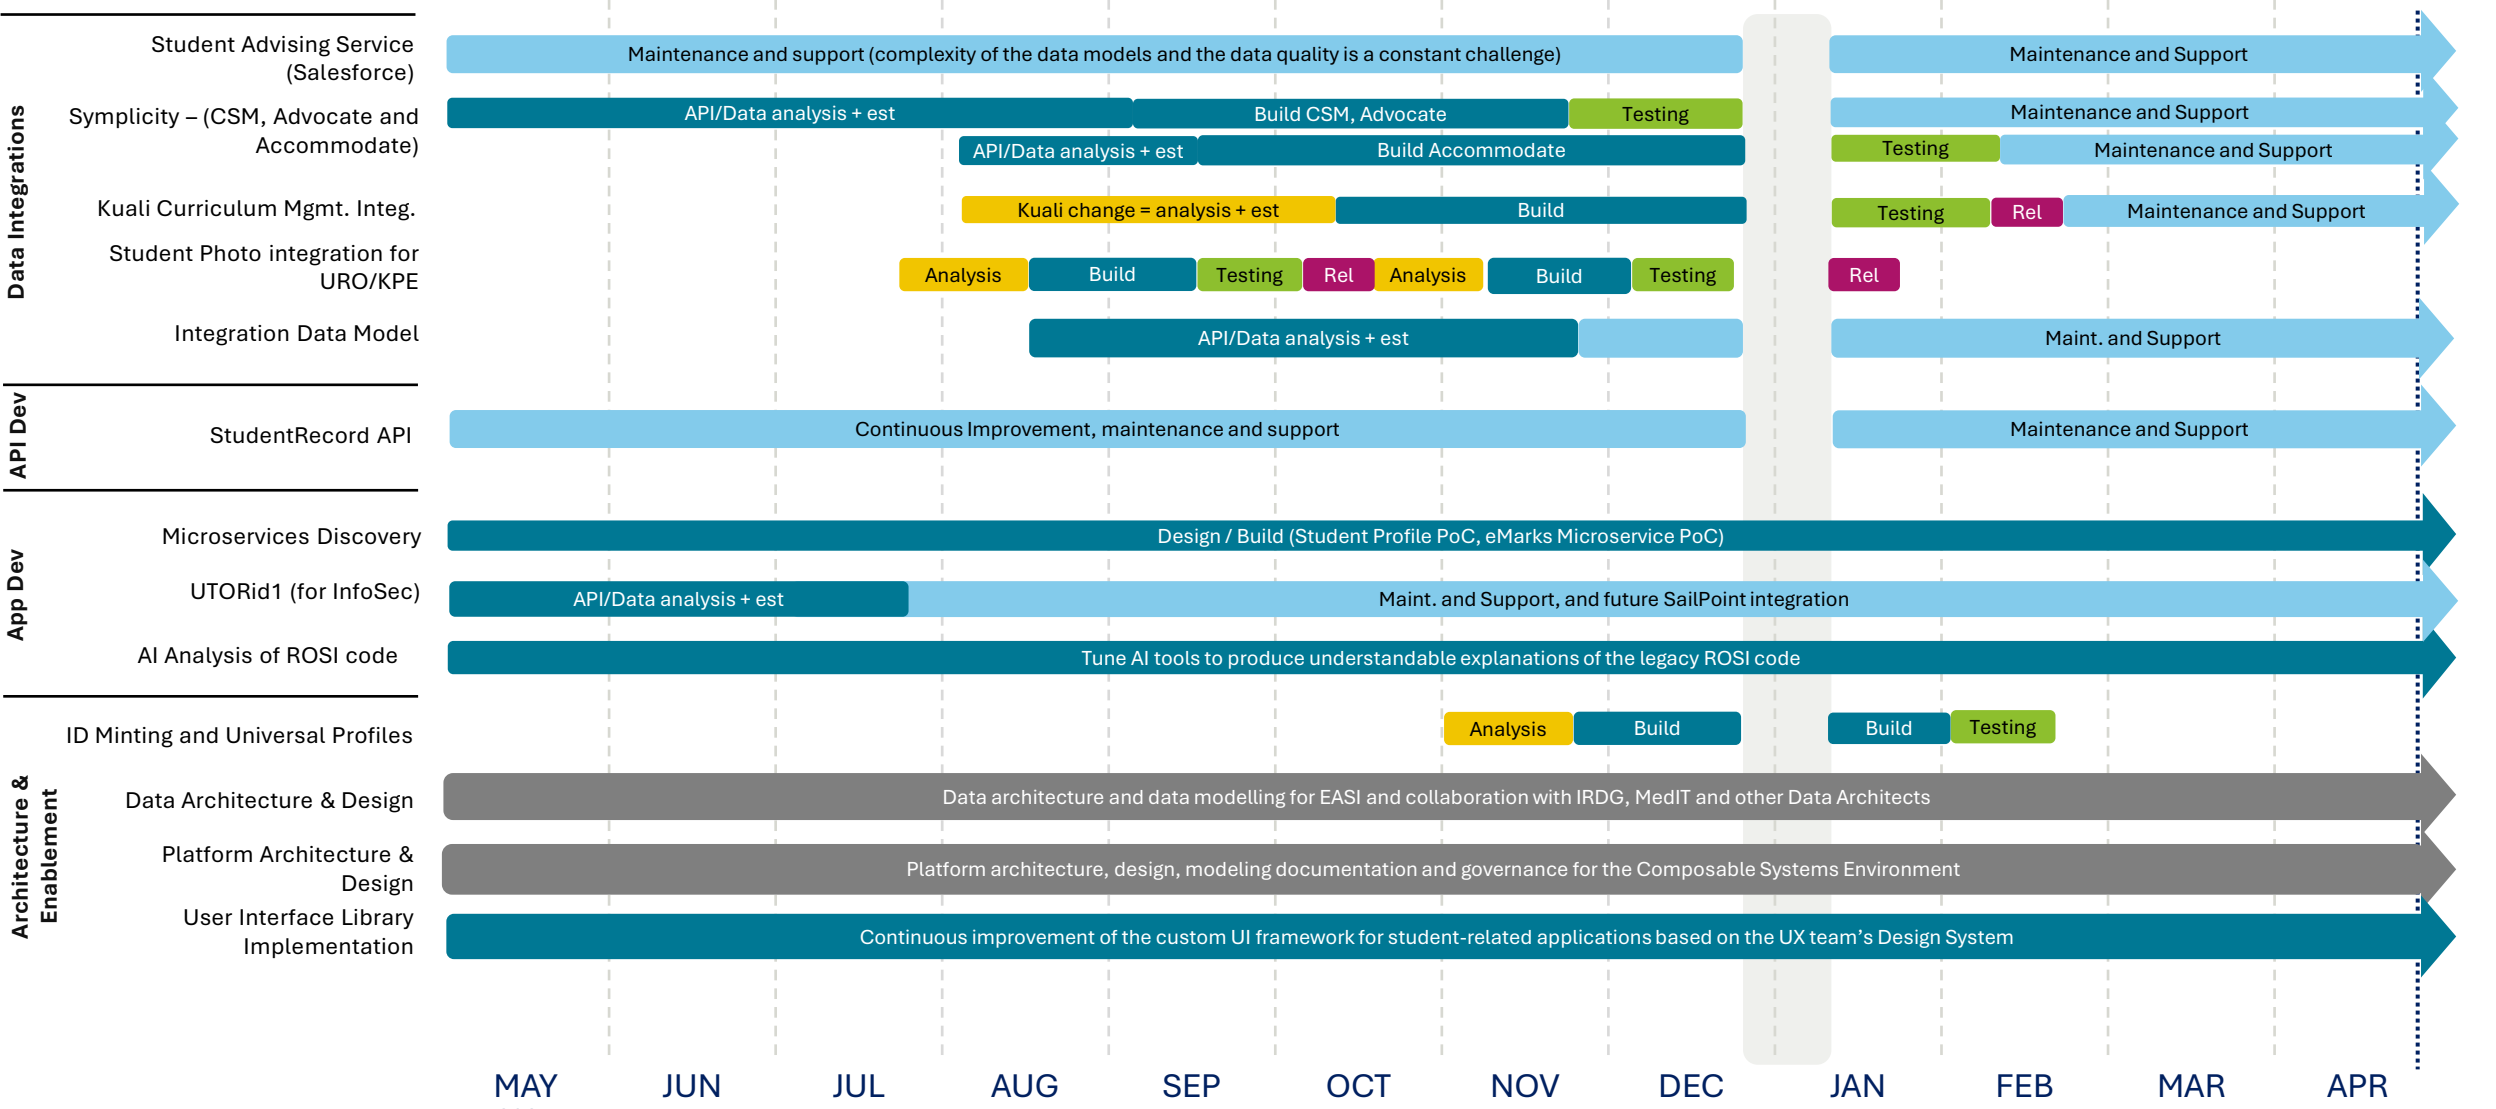 Data Integrations
Student Advising Service
(Salesforce)
Maintenance and support (complexity of the data models and the data quality is a constant challenge)
Maintenance and Support
Symplicity – (CSM, Advocate and
Accommodate)
API/Data analysis + est
Build CSM, Advocate
Testing
Maintenance and Support
API/Data analysis + est
Build Accommodate
Testing
Maintenance and Support
Kuali Curriculum Mgmt. Integ.
Kuali change = analysis + est
Build
Testing
Rel
Maintenance and Support
Student Photo integration for
URO/KPE
Analysis
Build
Testing
Rel
Analysis
Build
Testing
Rel
Integration Data Model
API/Data analysis + est
Maint. and Support
API Dev
StudentRecord API
Continuous Improvement, maintenance and support
Maintenance and Support
App Dev
Microservices Discovery
Design / Build (Student Profile PoC, eMarks Microservice PoC)
UTORid1 (for InfoSec)
API/Data analysis + est
Maint. and Support, and future SailPoint integration
AI Analysis of ROSI code
Tune AI tools to produce understandable explanations of the legacy ROSI code
Architecture &
Enablement
ID Minting and Universal Profiles
Analysis
Build
Build
Testing
Data Architecture & Design
Data architecture and data modelling for EASI and collaboration with IRDG, MedIT and other Data Architects
Platform Architecture &
Design
Platform architecture, design, modeling documentation and governance for the Composable Systems Environment
User Interface Library
Implementation
Continuous improvement of the custom UI framework for student-related applications based on the UX team’s Design System
MAY
JUN
JUL
AUG
SEP
OCT
NOV
DEC
JAN
FEB
MAR
APR